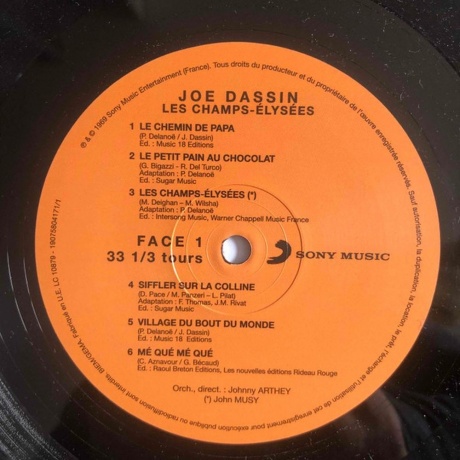 JOE DASSIN
LES CHAMPS-ÉLYSÉES
1 LE CHEMIN DE PAPA
(P. Delanoë / J. Dassin)
Ed. : Music 18 Editions
2 LE PETIT PAIN AU CHOCOLAT
(G. Bigazzi - R. Del Turco)
Adaptation : P. Delanoë
Ed. : Sugar Music
3 LES CHAMPS-ÉLYSÉES (*)
(M. Deighan – M. Wilsha)
Adaptation : P. Delanoë
Ed. : Intersong Music, Warner Chappell Music France
FACE 1
33 1/3 tours
SONY MUSIC
4 SIFFLER SUR LA COLLINE
(D. Pace / M. Panzeri – L. Pilat)
Adaptation : F. Thomas, J.M. Rivat
Ed : Sugar Music
5 VILLAGE DU BOUT DU MONDE
(P. Delanoë / J. Dassin)
Ed : Music 18 Editions
6 MÉ QUÉ MÉ QUÉ
(C. Aznavour / G. Bécaud)
Ed. : Raoul Breton Editions, Les nouvelles éditions Rideau Rouge
Orch., direct. : Johnny ARTHEY
(*) John MUSY
℗ & © 1969 Sony Music Entertainment (France). Tous droits du producteur et du propriétaire de l'œuvre enregistrée réservés. Sauf autorisation, la duplication, la location, le prêt, l'échange et l'utilisation de cet enregistrement pour exécution publique ou radiodiffusion sont interdits. BIEM/GEMA. Fabriqué en U.E. LC 10879 - 19075804171/1